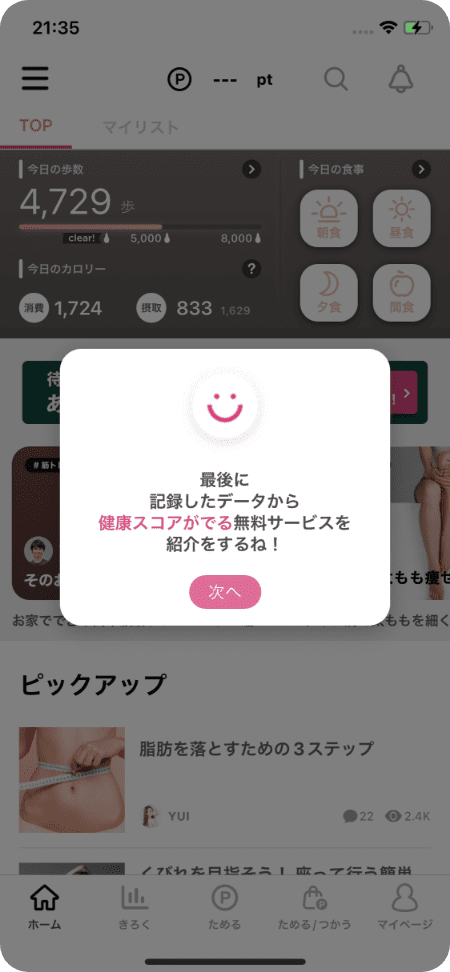 21:35
P --- pt
TOP マイリスト
今日の歩数
4,729 歩
clear! 5,000 8,000
今日のカロリー ?
消費 1,724 摂取 833 1,629
今日の食事
朝食 昼食
夕食 間食
待
あ
!
最後に
記録したデータから
健康スコアがでる無料サービスを
紹介をするね！
次へ
#筋ト
そのお
もも痩せ
お家ででき
ももを細く
ピックアップ
脂肪を落とすための3ステップ
YUI 22 2.4K
くびれを目指そう！ 座って行う簡単
ホーム きろく ためる ためる/つかう マイページ